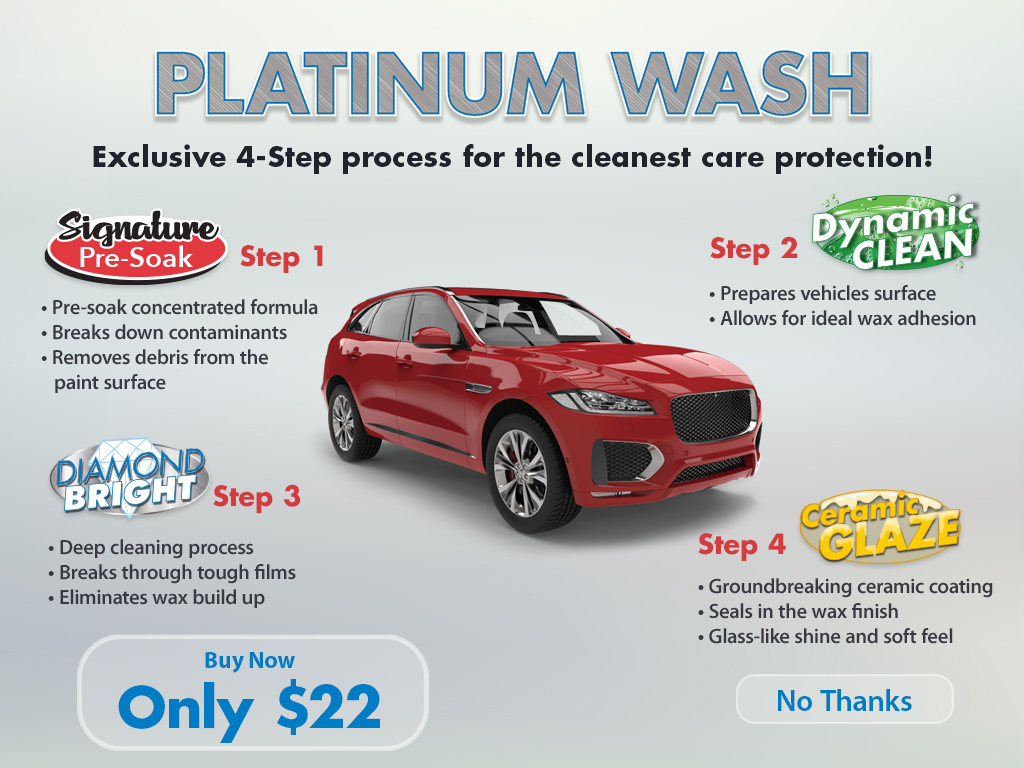 PLATINUM WASH
Exclusive 4-Step process for the cleanest care protection!
Signature
Pre-Soak
Step 1
• Pre-soak concentrated formula
• Breaks down contaminants
• Removes debris from the
paint surface
Step 2
Dynamic
CLEAN
• Prepares vehicles surface
• Allows for ideal wax adhesion
DIAMOND
BRIGHT
Step 3
• Deep cleaning process
• Breaks through tough films
• Eliminates wax build up
Step 4
Ceramic
GLAZE
• Groundbreaking ceramic coating
• Seals in the wax finish
• Glass-like shine and soft feel
Buy Now
Only $22
No Thanks